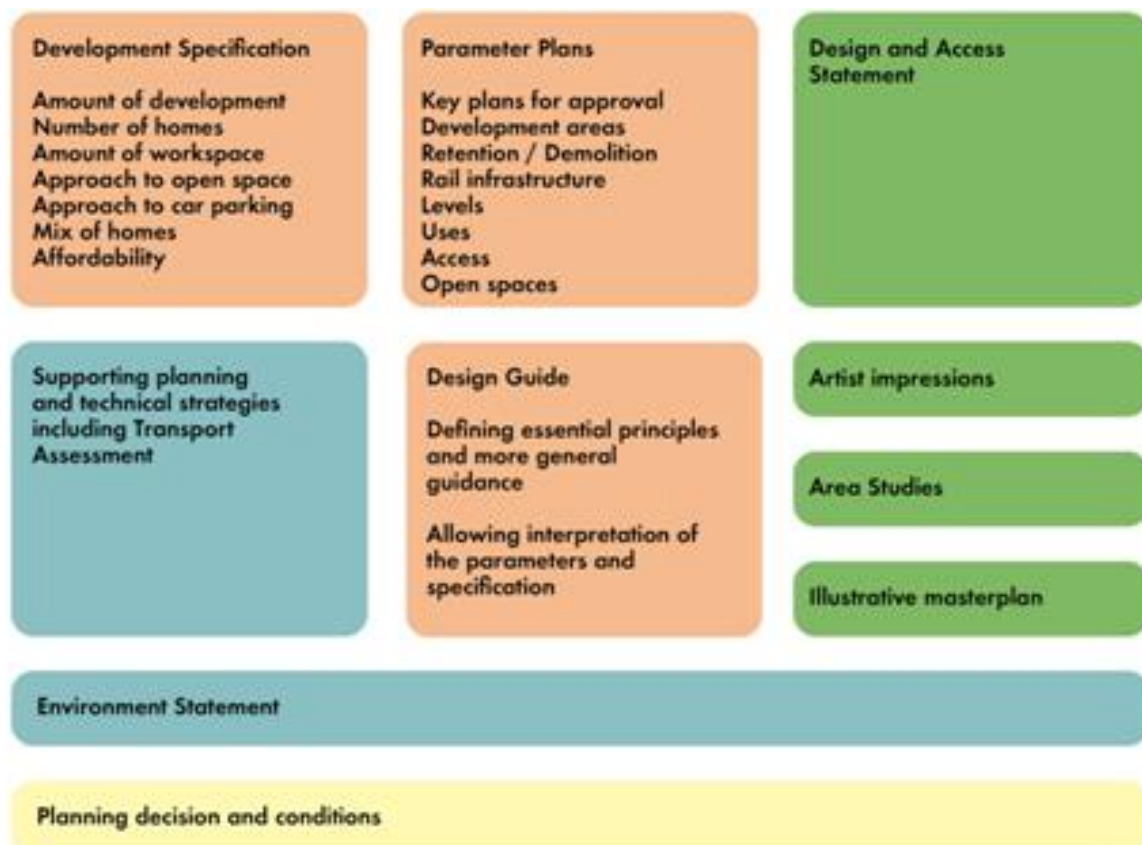 Development Specification
Amount of development
Number of homes
Amount of workspace
Approach to open space
Approach to car parking
Mix of homes
Affordability
Parameter Plans
Key plans for approval
Development areas
Retention / Demolition
Rail infrastructure
Levels
Uses
Access
Open spaces
Design and Access
Statement
Supporting planning
and technical strategies
including Transport
Assessment
Design Guide
Defining essential principles
and more general
guidance
Allowing interpretation of
the parameters and
specification
Artist impressions
Area Studies
Illustrative masterplan
Environment Statement
Planning decision and conditions